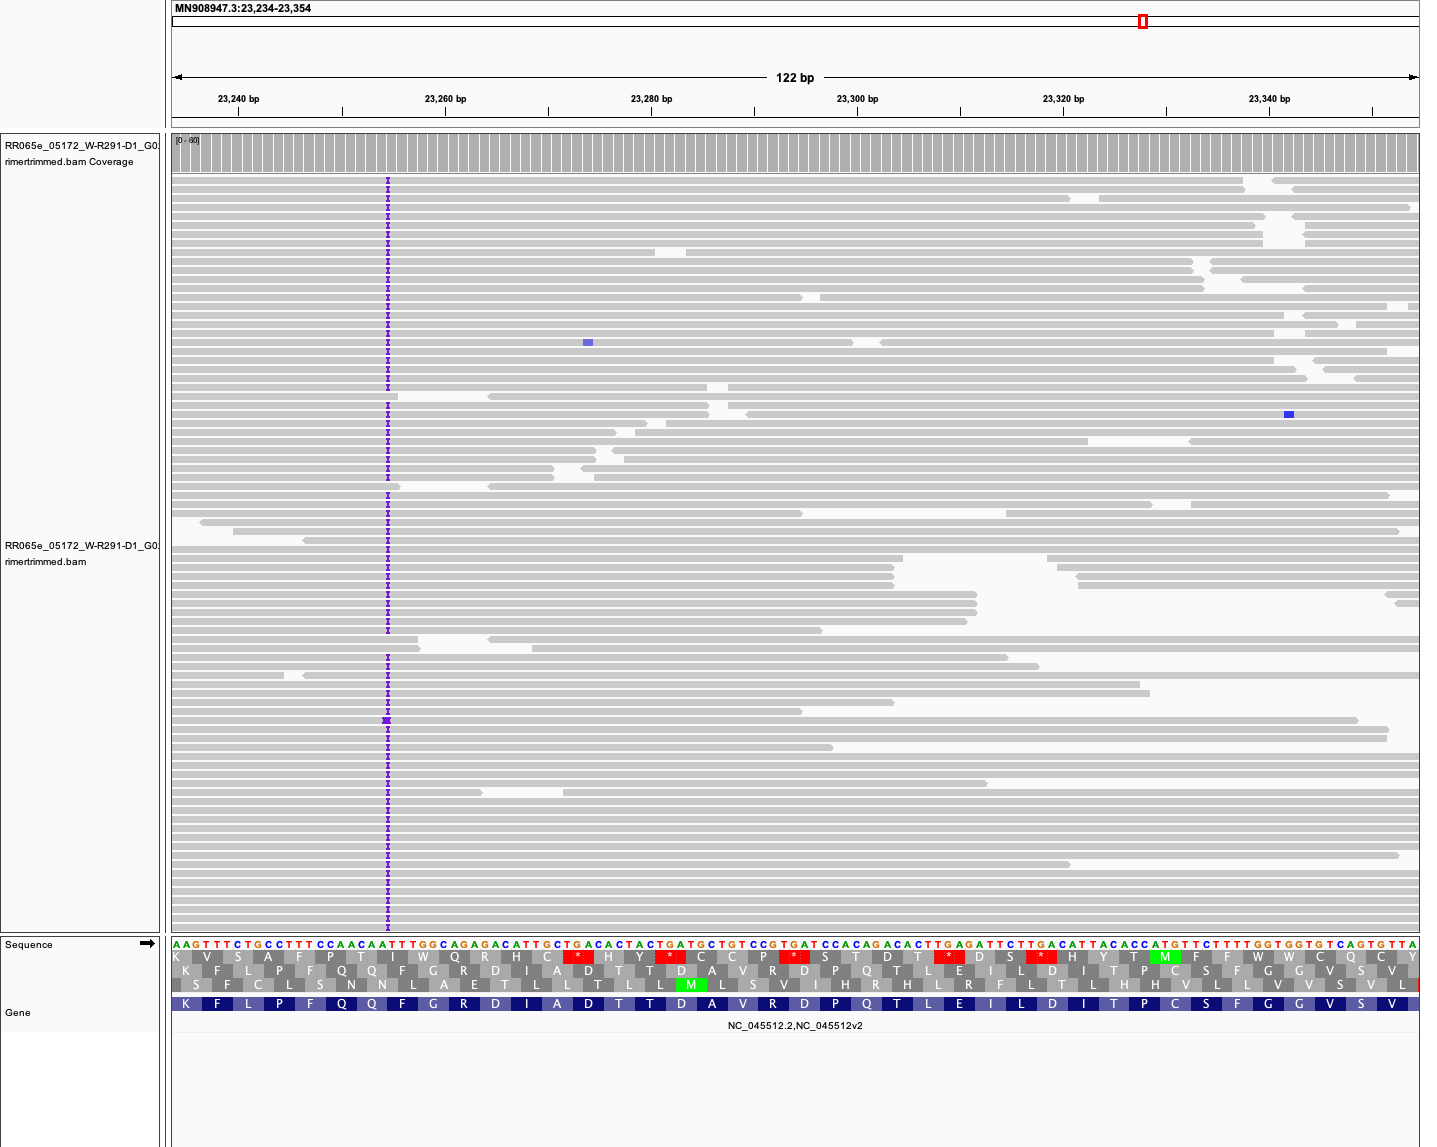 MN908947.3:23,234-23,354
122 bp
23,240 bp 23,260 bp 23,280 bp 23,300 bp 23,320 bp 23,340 bp
RR065e_05172_W-R291-D1_G0
rimertrimmed.bam Coverage
[0 - 60]
RR065e_05172_W-R291-D1_G0
rimertrimmed.bam
Sequence
AAGTTTCTGCCTTTCCAACAATTTGGCAGAGACATTGCTGACACTACTGATGCTGTCCGTGATCCACAGACACTTGAGATTCTTGACATTACACCATGTTCTTTTGGTGGTGTCAGTGTTA
K V S A F P T I W Q R H C * H Y * C C P * S T D T * D S * H Y T M F F W W C Q C Y
K F L P F Q Q F G R D I A D T T D A V R D P Q T L E I L D I T P C S F G G V S V
S F C L S N N L A E T L L T L L M L S V I H R H L R F L T L H H V L L V V S V L
Gene
K F L P F Q Q F G R D I A D T T D A V R D P Q T L E I L D I T P C S F G G V S V
NC_045512.2,NC_045512v2